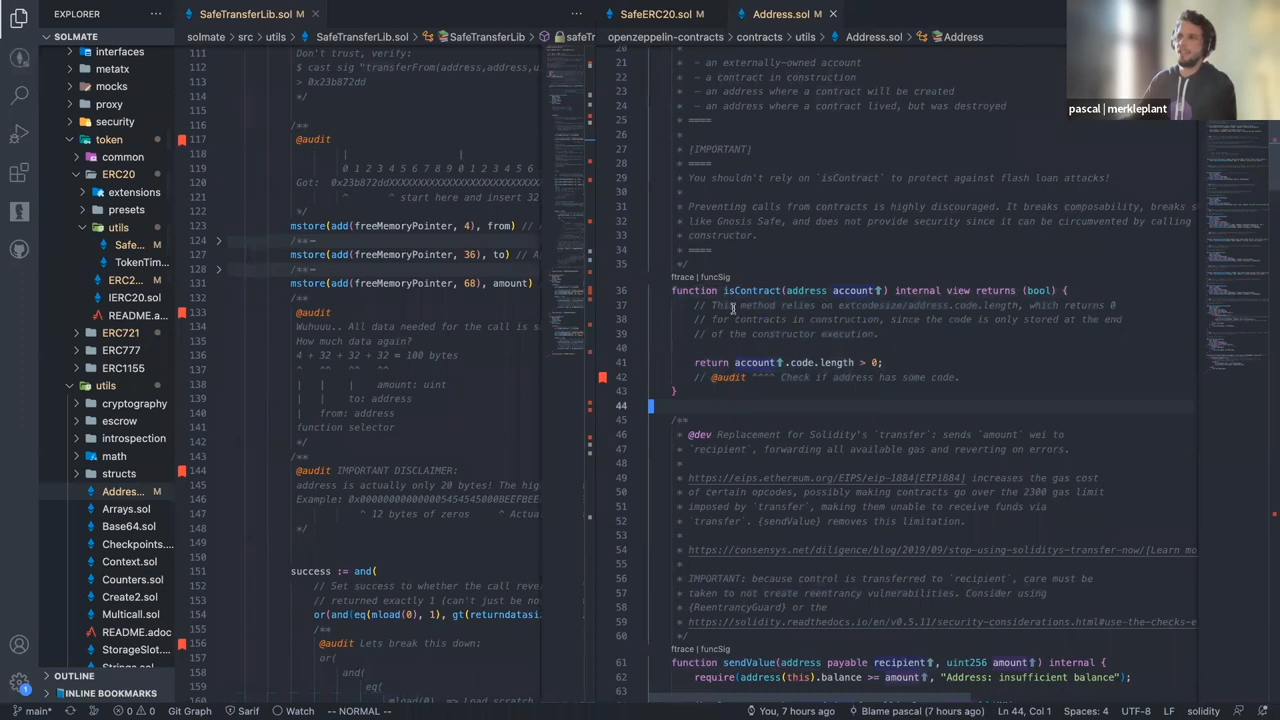 EXPLORER
SOLMATE
interfaces
metatx
mocks
proxy
security
token
common
ERC20
extensions
presets
utils
Safe... M
TokenTim...
ERC2... M
IERC20.sol
README.a...
ERC721
ERC777
ERC1155
utils
cryptography
escrow
introspection
math
structs
Addres... M
Arrays.sol
Base64.sol
Checkpoints....
Context.sol
Counters.sol
Create2.sol
Multicall.sol
README.adoc
StorageSlot....
Strings.sol
OUTLINE
INLINE BOOKMARKS
SafeTransferLib.sol M
solmate > src > utils > SafeTransferLib.sol > SafeTransferLib > safeTr
111 Don't trust, verify:
112 $ cast sig "transferFrom(address,address,u
113 > 0x23b872dd
114 */
115
116 /**
117 @audit
118 | |
119 0 1 2 3 4 5 6 7 8 9 0 1 2 3 4
120 Got: 0x23b872ddXXXXXXXXXXXXXXXXXXXXXXXX
121 ^ start here and insert 32
122 */
123 mstore(add(freeMemoryPointer, 4), from)
124 /**
127 mstore(add(freeMemoryPointer, 36), to) // A
128 /**
131 mstore(add(freeMemoryPointer, 68), amount)
132 /**
133 @audit
134 Wuhuu.. All data needed for the call is s
135 How much data again?
136 4 + 32 + 32 + 32 = 100 bytes
137 ^ ^^ ^^ ^^
138 | | | amount: uint
139 | | to: address
140 | from: address
141 function selector
142 */
143 /**
144 @audit IMPORTANT DISCLAIMER:
145 address is actually only 20 bytes! The hig
146 Example: 0x0000000000005454545000BEEFBEE
147 ^ 12 bytes of zeros ^ Actua
148 */
149
150
151 success := and(
152 // Set success to whether the call reve
153 // returned exactly 1 (can't just be no
154 or(and(eq(mload(0), 1), gt(returndatasi
155 /**
156 @audit Lets break this down:
157 or(
158 and(
159 eq(
160 mload(0) => Load scratch
SafeERC20.sol M
Address.sol M
openzeppelin-contracts > contracts > utils > Address.sol > Address
20
21 * - an externally-owned account
22 * - a contract in construction
23 * - an address where a contract will be created
24 * - an address where a contract lived, but was destroyed
25 * ====
26 *
27 * [IMPORTANT]
28 * ====
29 * You shouldn't rely on `isContract` to protect against flash loan attacks!
30 *
31 * Preventing calls from contracts is highly discouraged. It breaks composability, breaks s
32 * like Gnosis Safe, and does not provide security since it can be circumvented by calling
33 * constructor.
34 * ====
35 */
ftrace | funcSig
36 function isContract(address account⬆) internal view returns (bool) {
37 // This method relies on extcodesize/address.code.length, which returns 0
38 // for contracts in construction, since the code is only stored at the end
39 // of the constructor execution.
40
41 return account⬆.code.length > 0;
42 // @audit ^^^^ Check if address has some code.
43 }
44
45 /**
46 * @dev Replacement for Solidity's `transfer`: sends `amount` wei to
47 * `recipient`, forwarding all available gas and reverting on errors.
48 *
49 * https://eips.ethereum.org/EIPS/eip-1884[EIP1884] increases the gas cost
50 * of certain opcodes, possibly making contracts go over the 2300 gas limit
51 * imposed by `transfer`, making them unable to receive funds via
52 * `transfer`. {sendValue} removes this limitation.
53 *
54 * https://consensys.net/diligence/blog/2019/09/stop-using-soliditys-transfer-now/[Learn mo
55 *
56 * IMPORTANT: because control is transferred to `recipient`, care must be
57 * taken to not create reentrancy vulnerabilities. Consider using
58 * {ReentrancyGuard} or the
59 * https://solidity.readthedocs.io/en/v0.5.11/security-considerations.html#use-the-checks-e
60 */
ftrace | funcSig
61 function sendValue(address payable recipient⬆, uint256 amount⬆) internal {
62 require(address(this).balance >= amount⬆, "Address: insufficient balance");
63
pascal | merkleplant
main* 0 0 Git Graph Sarif Watch -- NORMAL -- You, 7 hours ago Blame pascal (7 hours ago) Ln 44, Col 1 Spaces: 4 UTF-8 LF solidity